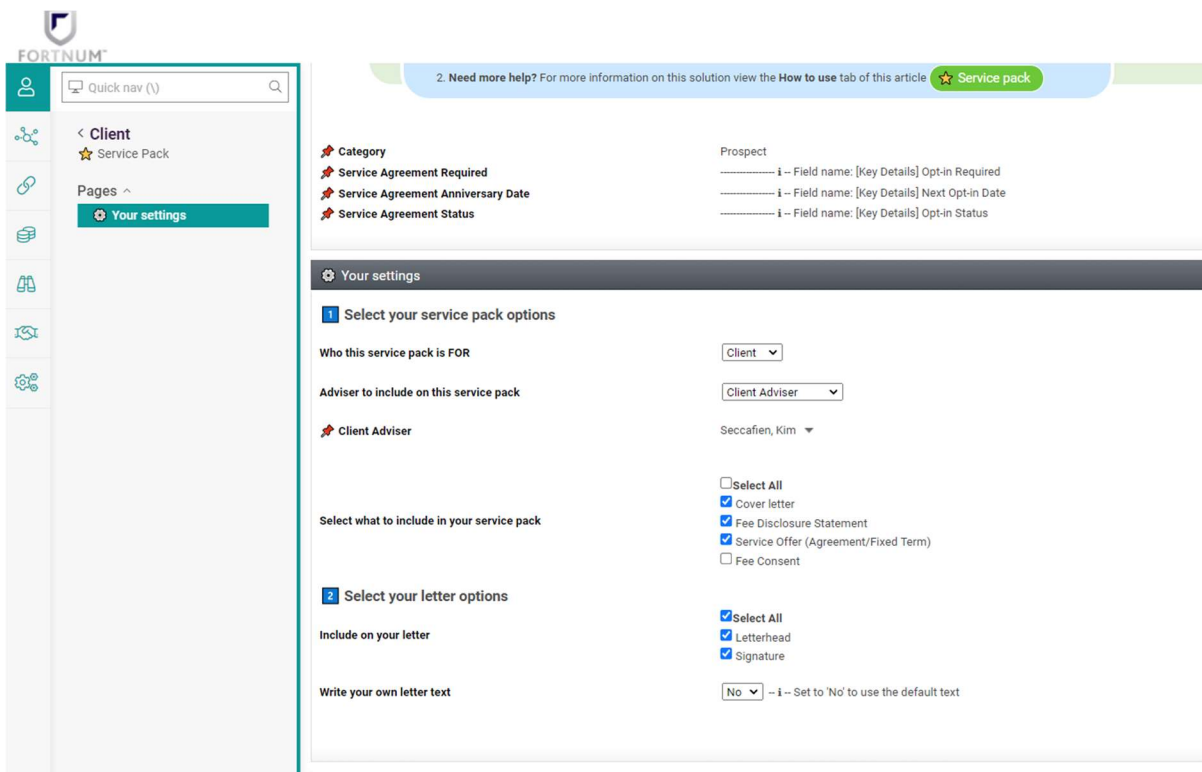 FORTNUM™
Quick nav (\)
< Client
Service Pack
Pages
Your settings
2. Need more help? For more information on this solution view the How to use tab of this article Service pack
Category Prospect
Service Agreement Required ---------------- i -- Field name: [Key Details] Opt-in Required
Service Agreement Anniversary Date ---------------- i -- Field name: [Key Details] Next Opt-in Date
Service Agreement Status ---------------- i -- Field name: [Key Details] Opt-in Status
Your settings
1 Select your service pack options
Who this service pack is FOR Client
Adviser to include on this service pack Client Adviser
Client Adviser Seccafien, Kim
Select All
Cover letter
Select what to include in your service pack Fee Disclosure Statement
Service Offer (Agreement/Fixed Term)
Fee Consent
2 Select your letter options
Select All
Include on your letter Letterhead
Signature
Write your own letter text No -- i -- Set to 'No' to use the default text